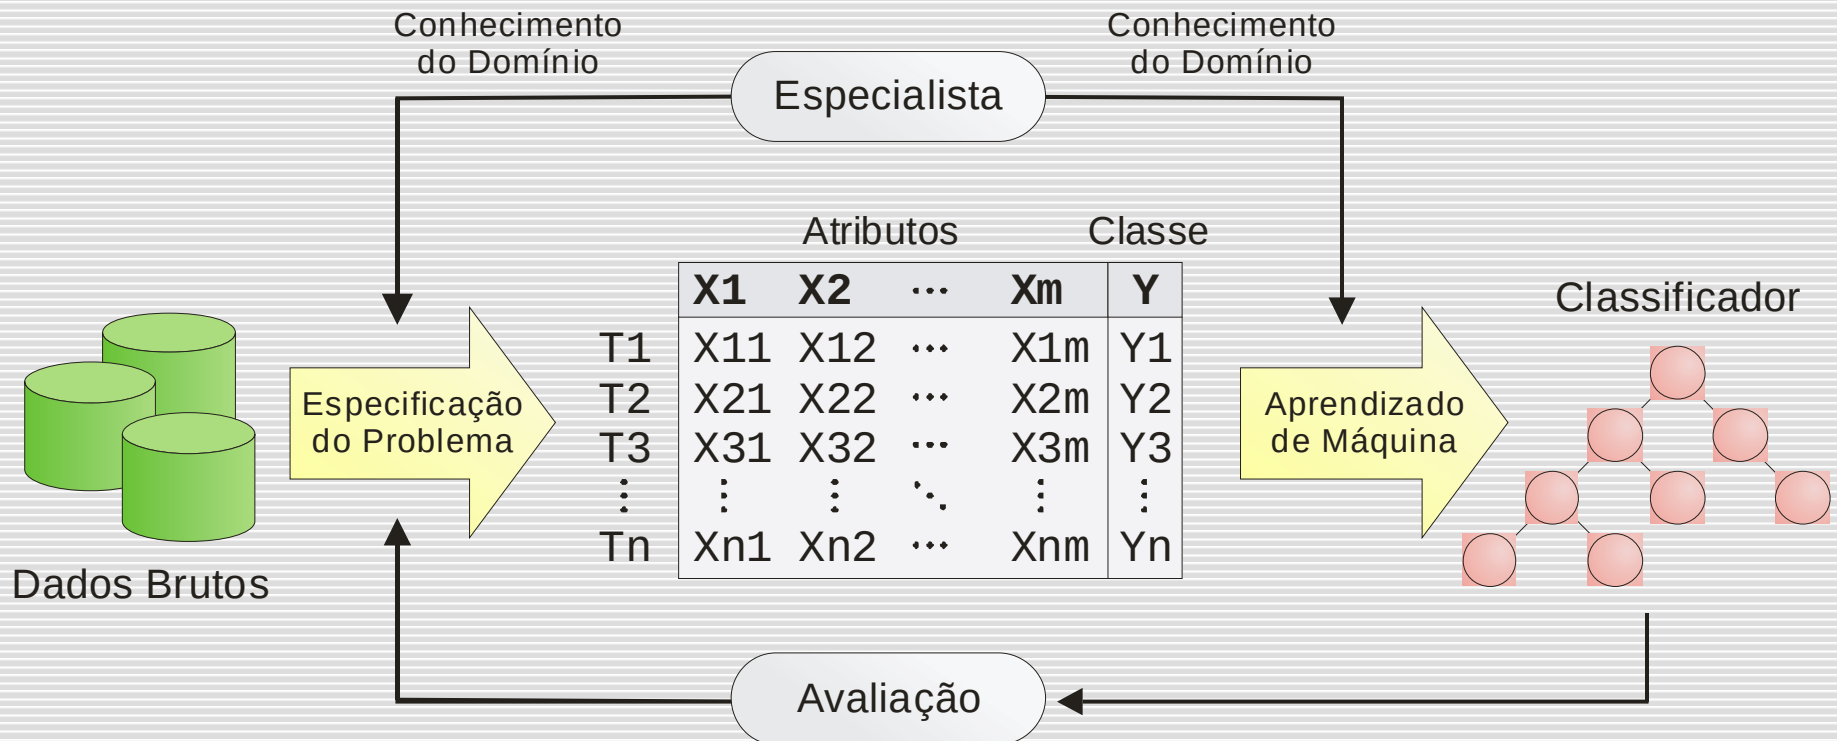 Conhecimento
do Domínio
Conhecimento
do Domínio
Especialista
Atributos Classe
X1 X2 ... Xm Y
T1 X11 X12 ... X1m Y1
T2 X21 X22 ... X2m Y2
T3 X31 X32 ... X3m Y3
Tn Xn1 Xn2 ... Xnm Yn
Especificação
do Problema
Aprendizado
de Máquina
Classificador
Dados Brutos
Avaliação